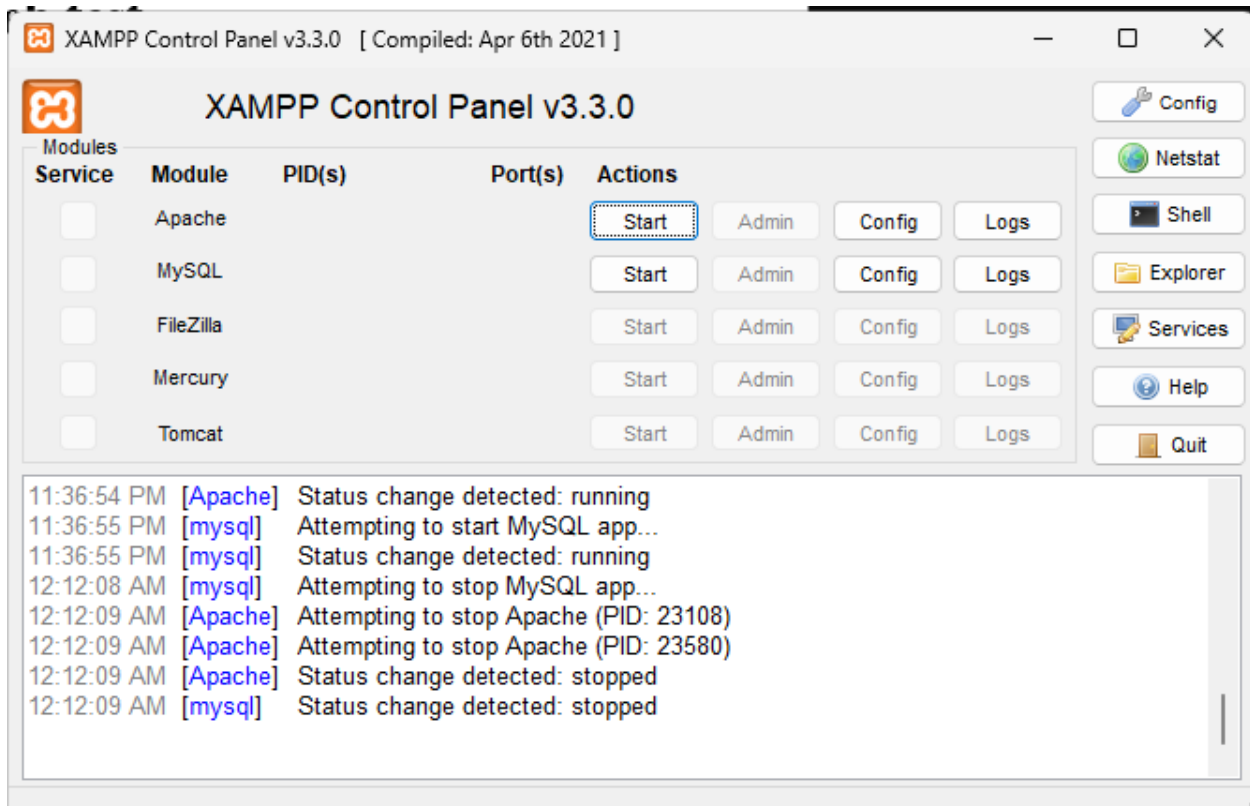 XAMPP Control Panel v3.3.0 [ Compiled: Apr 6th 2021 ]
XAMPP Control Panel v3.3.0
Config
Modules
Netstat
Service Module PID(s) Port(s) Actions
Shell
Apache Start Admin Config Logs
MySQL Start Admin Config Logs
Explorer
FileZilla Start Admin Config Logs
Services
Mercury Start Admin Config Logs
Help
Tomcat Start Admin Config Logs
Quit
11:36:54 PM [Apache] Status change detected: running
11:36:55 PM [mysql] Attempting to start MySQL app...
11:36:55 PM [mysql] Status change detected: running
12:12:08 AM [mysql] Attempting to stop MySQL app...
12:12:09 AM [Apache] Attempting to stop Apache (PID: 23108)
12:12:09 AM [Apache] Attempting to stop Apache (PID: 23580)
12:12:09 AM [Apache] Status change detected: stopped
12:12:09 AM [mysql] Status change detected: stopped